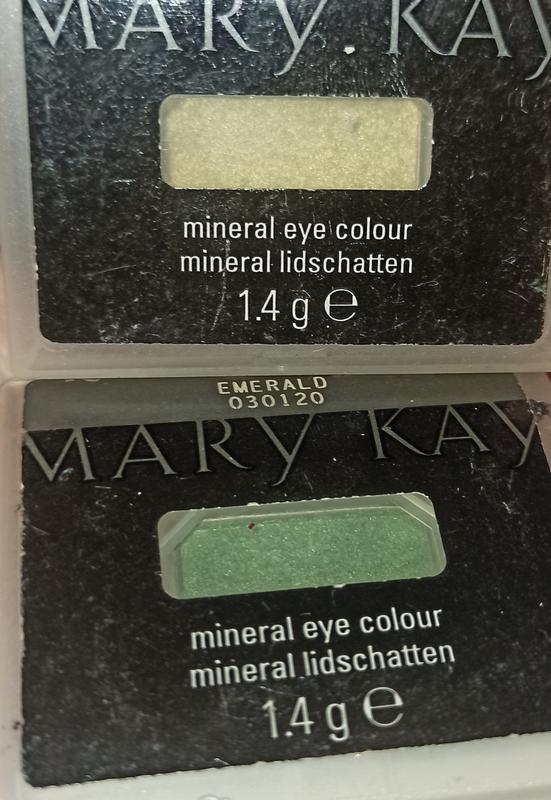 MARY KAY
mineral eye colour
mineral lidschatten
1.4 g ℮
EMERALD
030120
MARY KAY
mineral eye colour
mineral lidschatten
1.4 g ℮